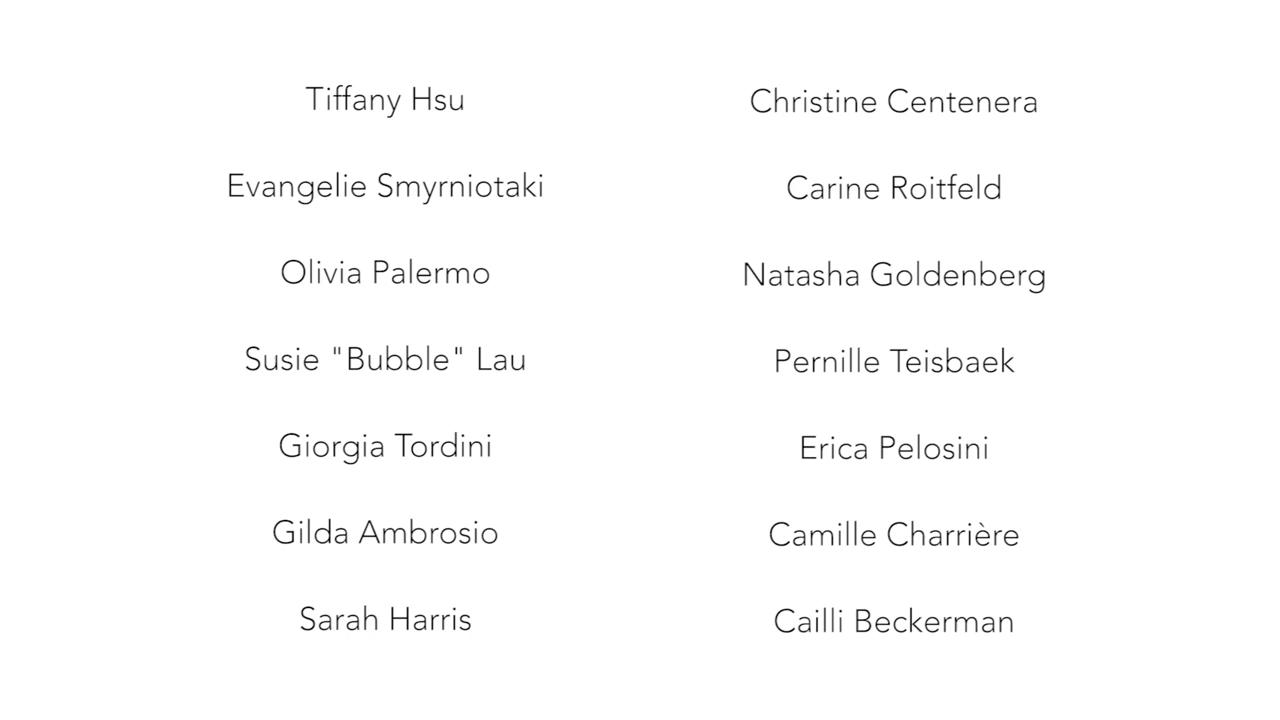 Tiffany Hsu
Evangelie Smyrniotaki
Olivia Palermo
Susie "Bubble" Lau
Giorgia Tordini
Gilda Ambrosio
Sarah Harris
Christine Centenera
Carine Roitfeld
Natasha Goldenberg
Pernille Teisbaek
Erica Pelosini
Camille Charrière
Cailli Beckerman